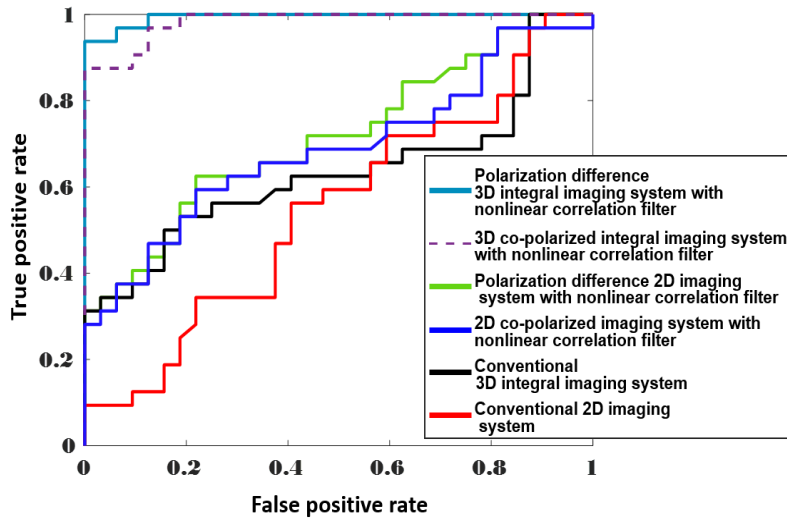 1
0.8
0.6
0.4
0.2
0
True positive rate
0
0.2
0.4
0.6
0.8
1
False positive rate
Polarization difference
3D integral imaging system with
nonlinear correlation filter
3D co-polarized integral imaging system
with nonlinear correlation filter
Polarization difference 2D imaging
system with nonlinear correlation filter
2D co-polarized imaging system with
nonlinear correlation filter
Conventional
3D integral imaging system
Conventional 2D imaging
system